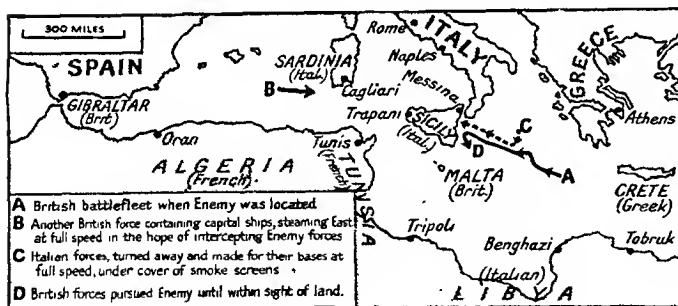 300 MILES
SPAIN
GIBRALTAR
(Brit)
Oran
ALGERIA
(French)
SARDINIA
(Ital.)
Cagliari
B
Rome
ITALY
Naples
Messina
Trapani
SICILY
(Ital.)
Tunis
(French)
TUNISIA
MALTA
(Brit.)
D
C
A
GREECE
Athens
CRETE
(Greek)
Tripoli
Benghazi
(Italian)
Tobruk
LIBYA
A British battlefleet when Enemy was located
B Another British force containing capital ships, steaming East
at full speed in the hope of intercepting Enemy forces
C Italian forces, turned away and made for their bases at
full speed, under cover of smoke screens
D British forces pursued Enemy until within sight of land.